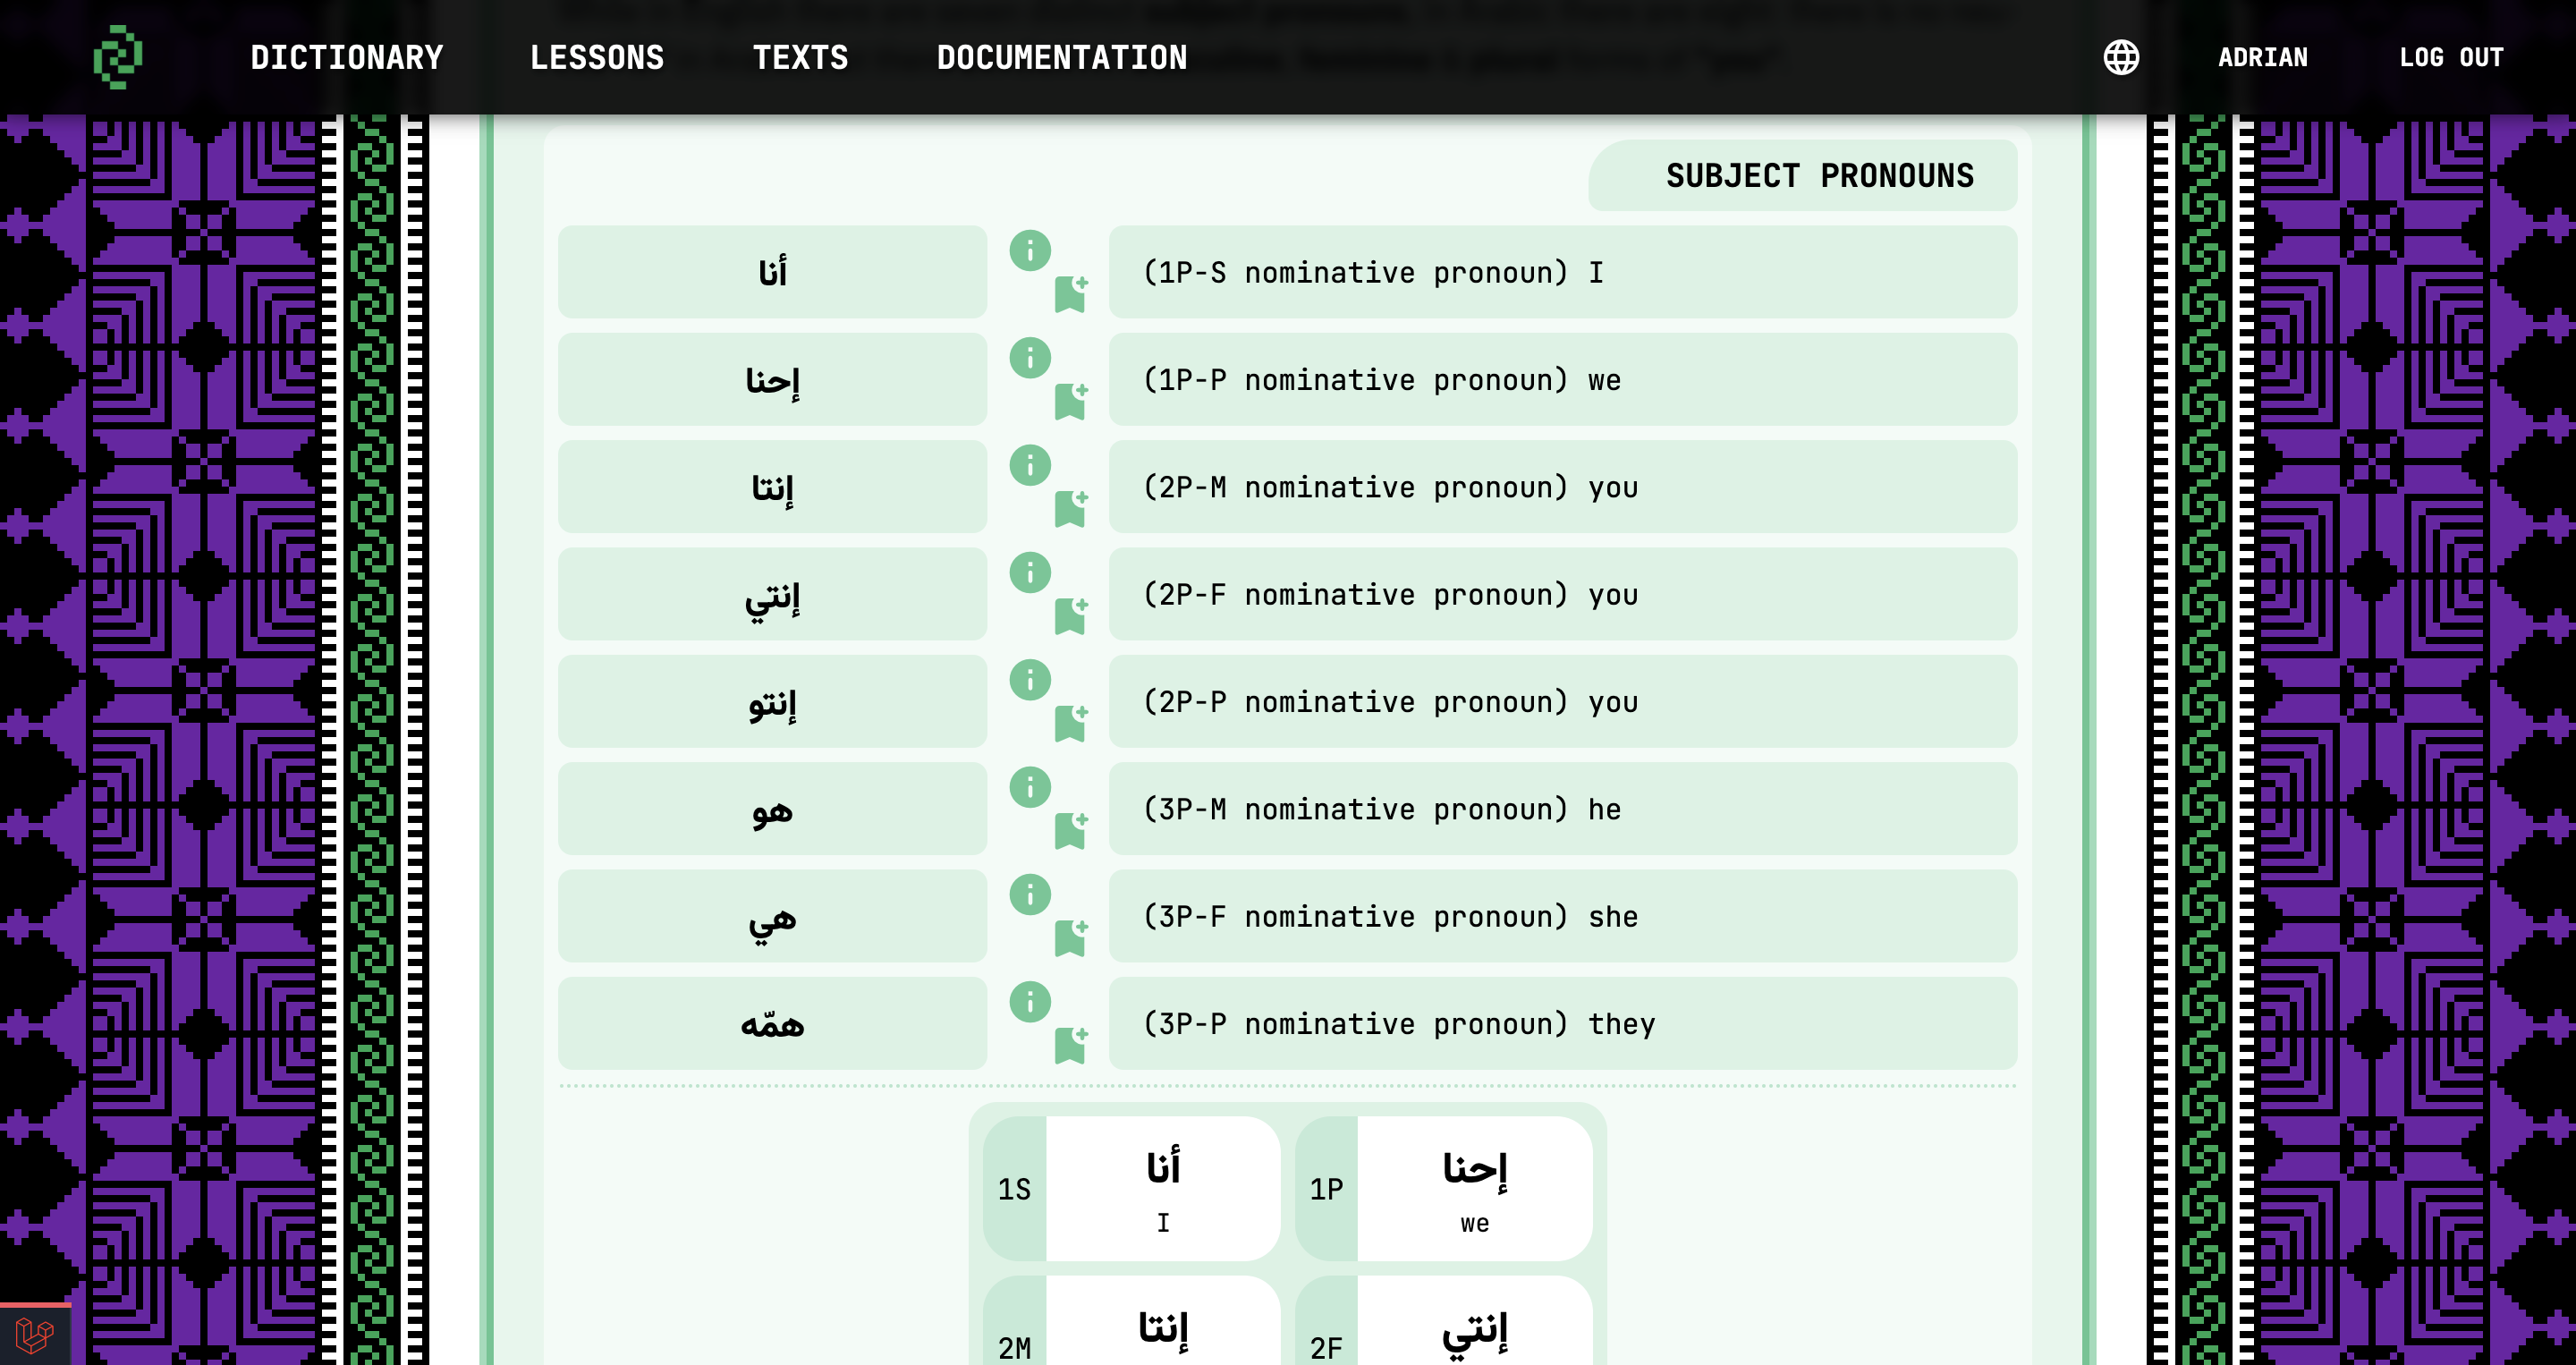 DICTIONARY LESSONS TEXTS DOCUMENTATION ADRIAN LOG OUT
SUBJECT PRONOUNS
أنا (1P-S nominative pronoun) I
إحنا (1P-P nominative pronoun) we
إنتا (2P-M nominative pronoun) you
إنتي (2P-F nominative pronoun) you
إنتو (2P-P nominative pronoun) you
هو (3P-M nominative pronoun) he
هي (3P-F nominative pronoun) she
همّه (3P-P nominative pronoun) they
1S أنا 1P إحنا
I we
2M إنتا 2F إنتي